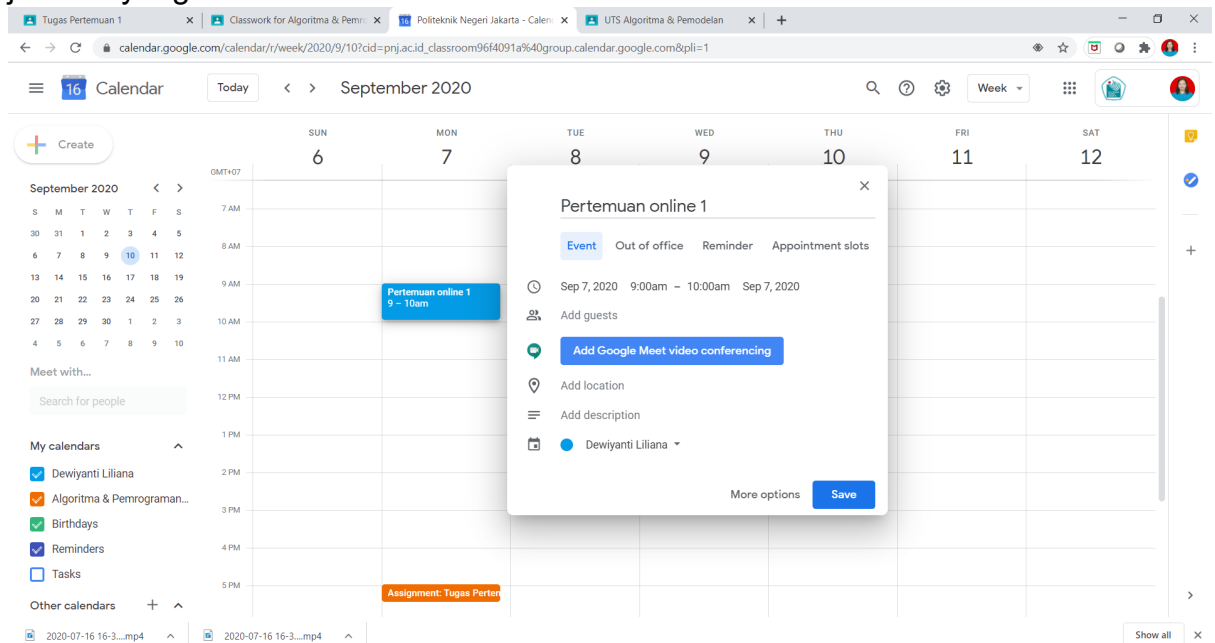 Tugas Pertemuan 1
Classwork for Algoritma & Pemro
Politeknik Negeri Jakarta - Calen
UTS Algoritma & Pemodelan
calendar.google.com/calendar/r/week/2020/9/10?cid=pnj.ac.id_classroom96f4091a%40group.calendar.google.com&pli=1
16 Calendar Today September 2020 Week
Create
SUN MON TUE WED THU FRI SAT
6 7 8 9 10 11 12
GMT+07
September 2020
S M T W T F S
30 31 1 2 3 4 5
6 7 8 9 10 11 12
13 14 15 16 17 18 19
20 21 22 23 24 25 26
27 28 29 30 1 2 3
4 5 6 7 8 9 10
Meet with...
Search for people
My calendars
Dewiyanti Liliana
Algoritma & Pemrograman...
Birthdays
Reminders
Tasks
Other calendars
7 AM
8 AM
9 AM
10 AM
11 AM
12 PM
1 PM
2 PM
3 PM
4 PM
5 PM
Pertemuan online 1
9 – 10am
Assignment: Tugas Perten
Pertemuan online 1
Event Out of office Reminder Appointment slots
Sep 7, 2020 9:00am – 10:00am Sep 7, 2020
Add guests
Add Google Meet video conferencing
Add location
Add description
Dewiyanti Liliana
More options Save
2020-07-16 16-3....mp4
2020-07-16 16-3....mp4
Show all